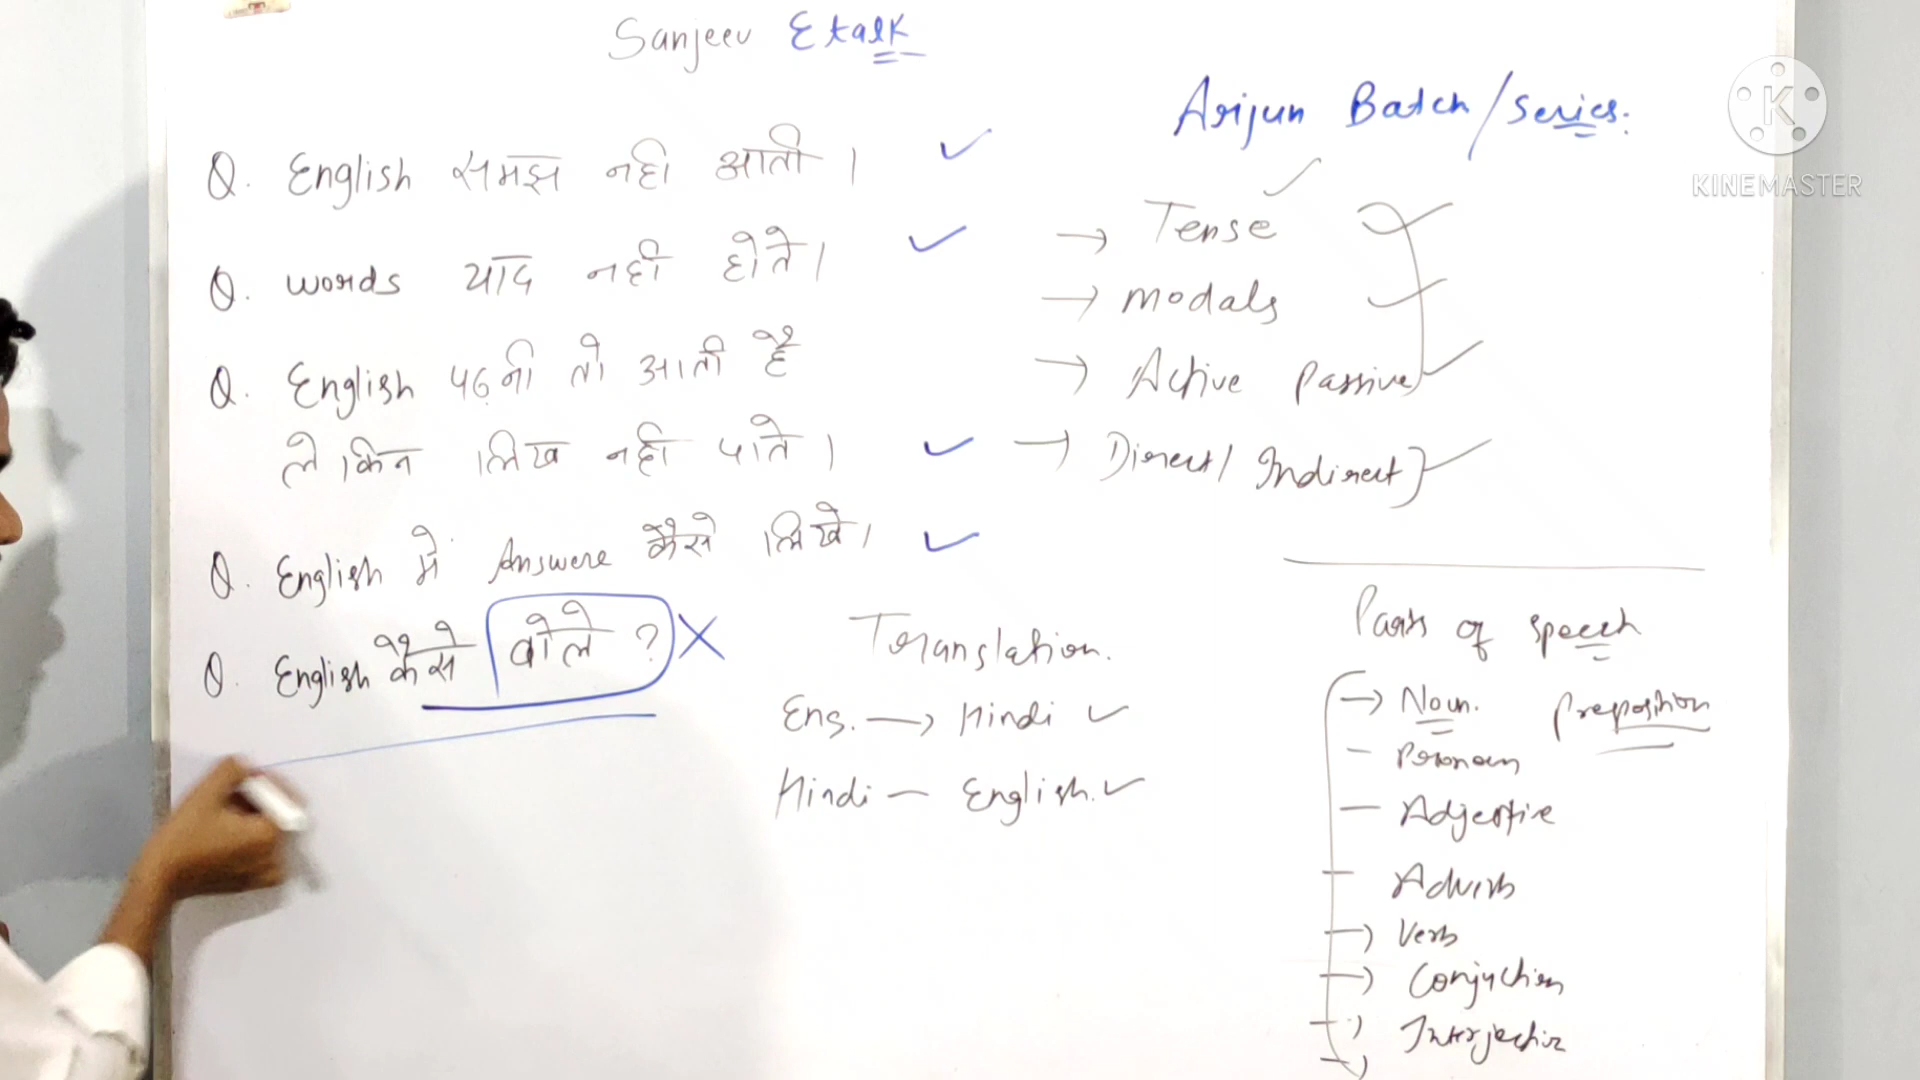 Sanjeev Etalk
Arijun Batch/Series.
KINEMASTER
Q. English समझ नही आती।
Q. words याद नही होते।
Q. English पढ़नी तो आती है
लेकिन लिख नही पाते।
Q. English में Answere कैसे लिखे।
Q. English कैसे बोले ?
→ Tense
→ Modals
→ Active Passive
→ Direct/ Indirect}
Translation.
Eng. → Hindi
Hindi — English.
Parts of speech
→ Noun. Preposition
- Pronoun
- Adjective
- Adverb
→ Verb
→ Conjuction
→ Interjection